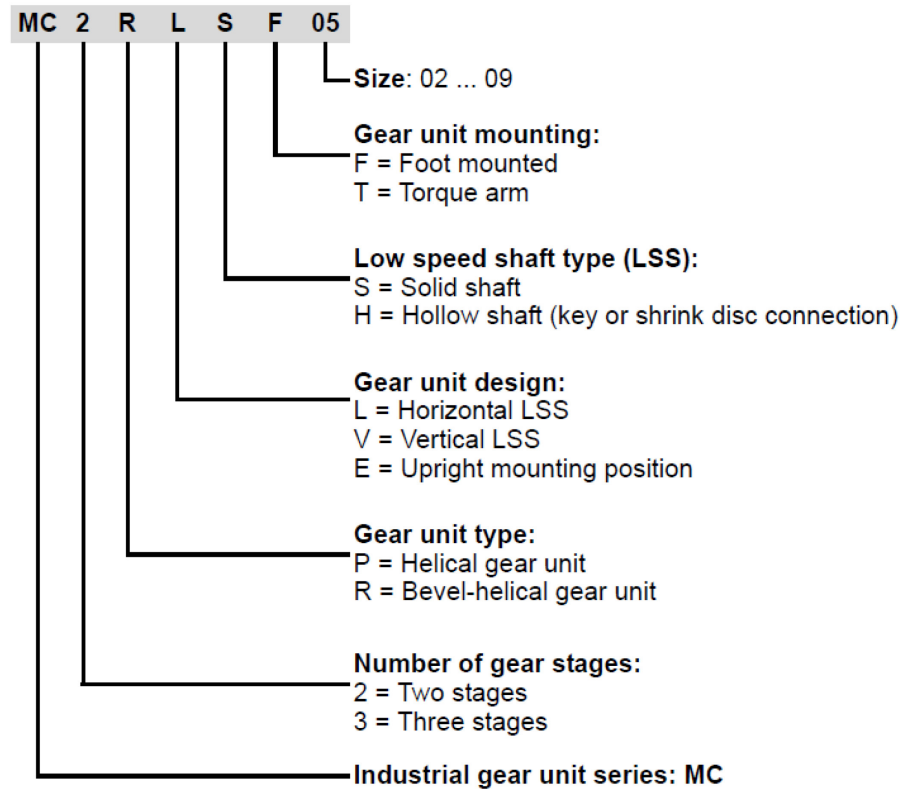 MC 2 R L S F 05
Size: 02 ... 09
Gear unit mounting:
F = Foot mounted
T = Torque arm
Low speed shaft type (LSS):
S = Solid shaft
H = Hollow shaft (key or shrink disc connection)
Gear unit design:
L = Horizontal LSS
V = Vertical LSS
E = Upright mounting position
Gear unit type:
P = Helical gear unit
R = Bevel-helical gear unit
Number of gear stages:
2 = Two stages
3 = Three stages
Industrial gear unit series: MC